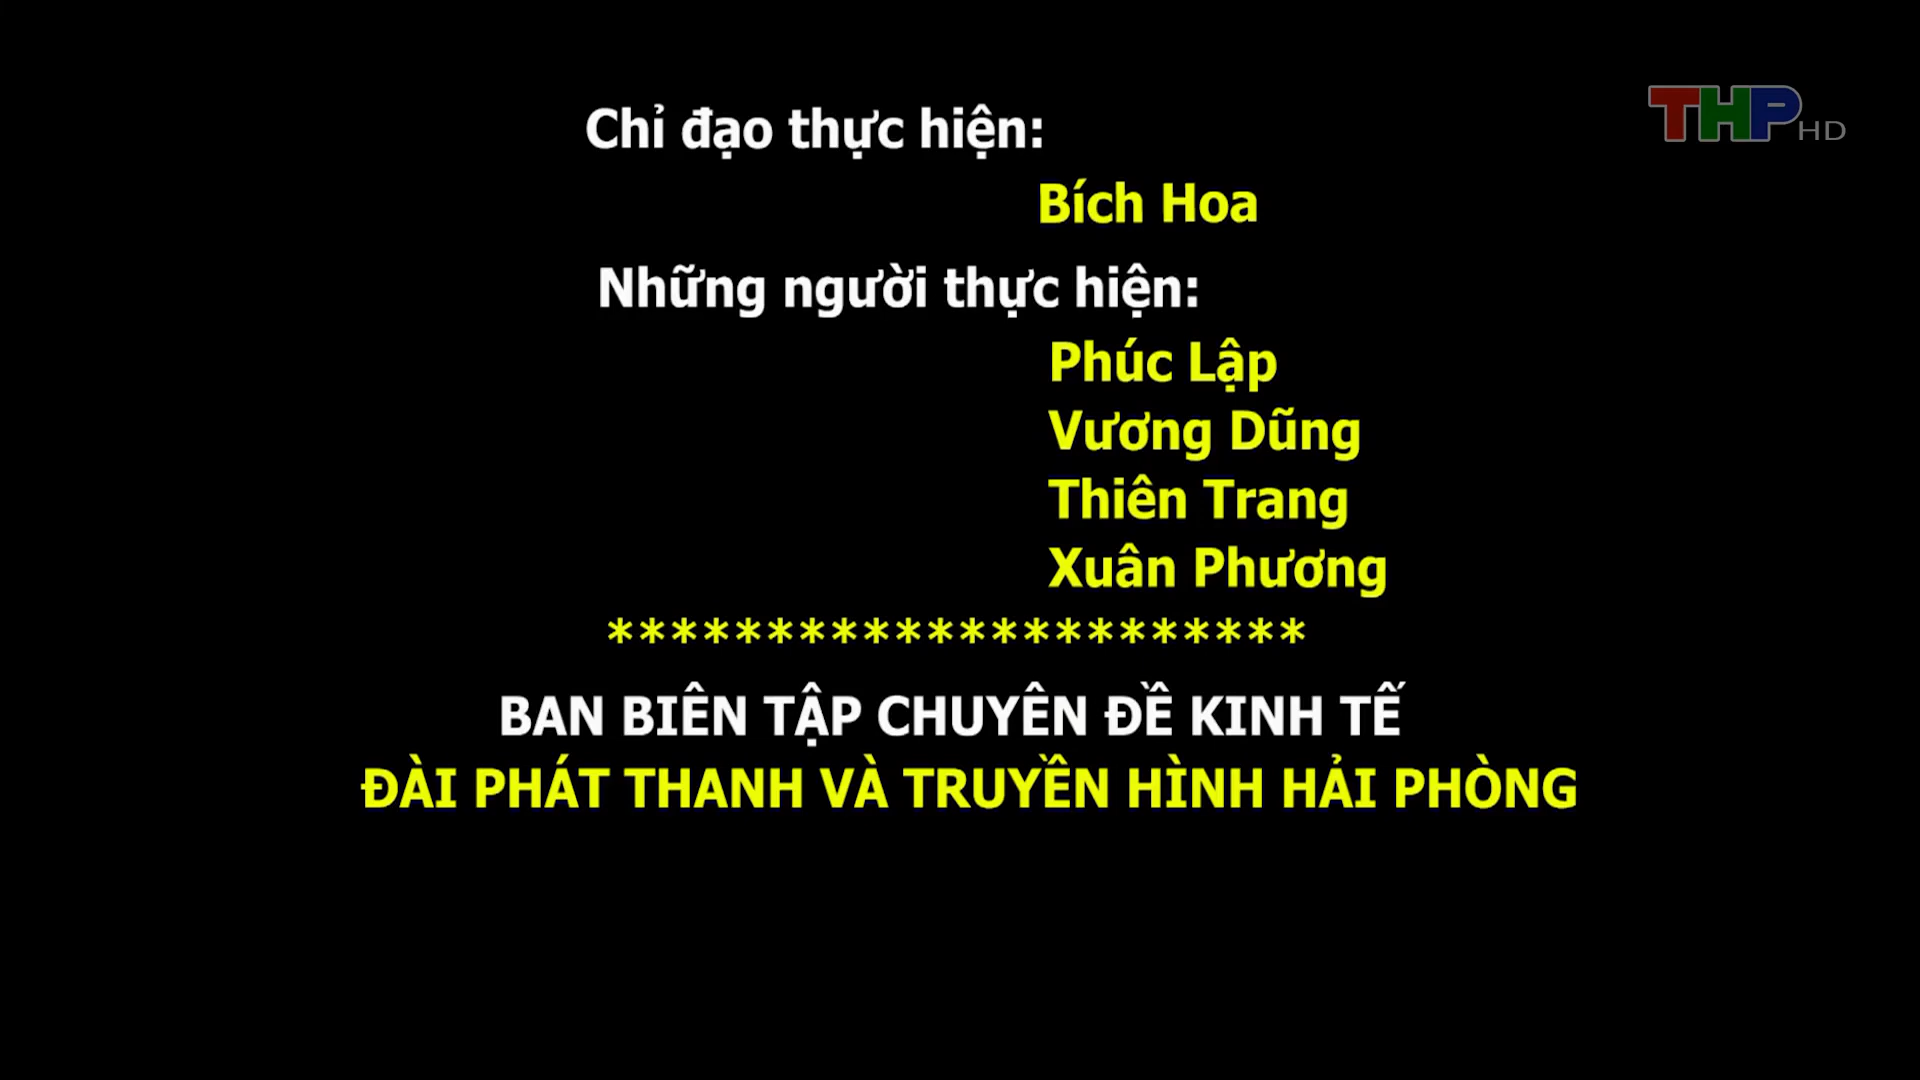 THP HD
Chỉ đạo thực hiện:
Bích Hoa
Những người thực hiện:
Phúc Lập
Vương Dũng
Thiên Trang
Xuân Phương
**********************
BAN BIÊN TẬP CHUYÊN ĐỀ KINH TẾ
ĐÀI PHÁT THANH VÀ TRUYỀN HÌNH HẢI PHÒNG